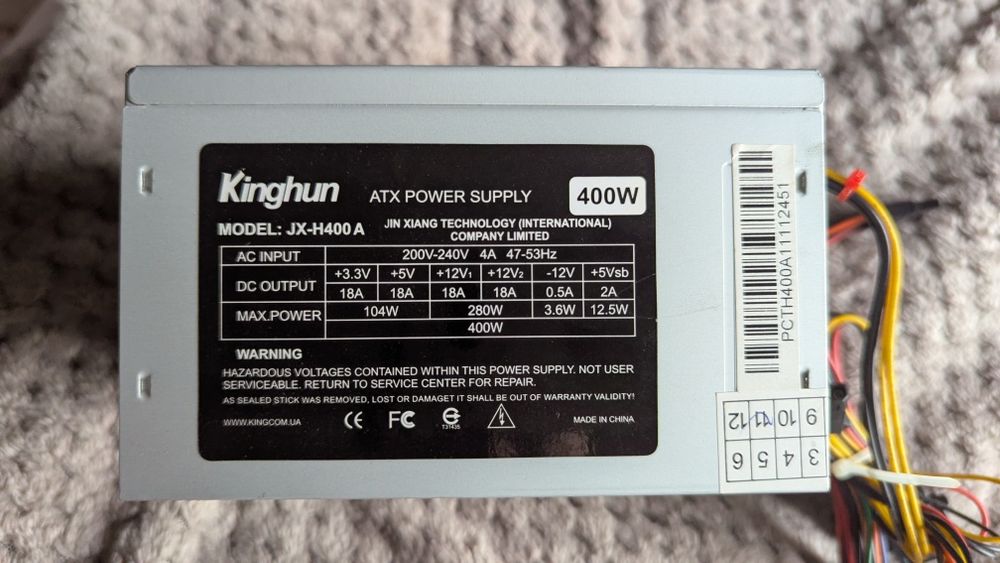 Kinghun
ATX POWER SUPPLY
400W
MODEL: JX-H400A
JIN XIANG TECHNOLOGY (INTERNATIONAL)
COMPANY LIMITED
AC INPUT 200V-240V 4A 47-53Hz
DC OUTPUT +3.3V +5V +12V1 +12V2 -12V +5Vsb
18A 18A 18A 18A 0.5A 2A
MAX.POWER 104W 280W 3.6W 12.5W
400W
WARNING
HAZARDOUS VOLTAGES CONTAINED WITHIN THIS POWER SUPPLY. NOT USER
SERVICEABLE. RETURN TO SERVICE CENTER FOR REPAIR.
AS SEALED STICK WAS REMOVED, LOST OR DAMAGET IT SHALL BE OUT OF WARRANTY VALIDITY!
WWW.KINGCOM.UA
CE FC
T31435
MADE IN CHINA
PCTH400A11112451
9 10 11 12
3 4 5 6